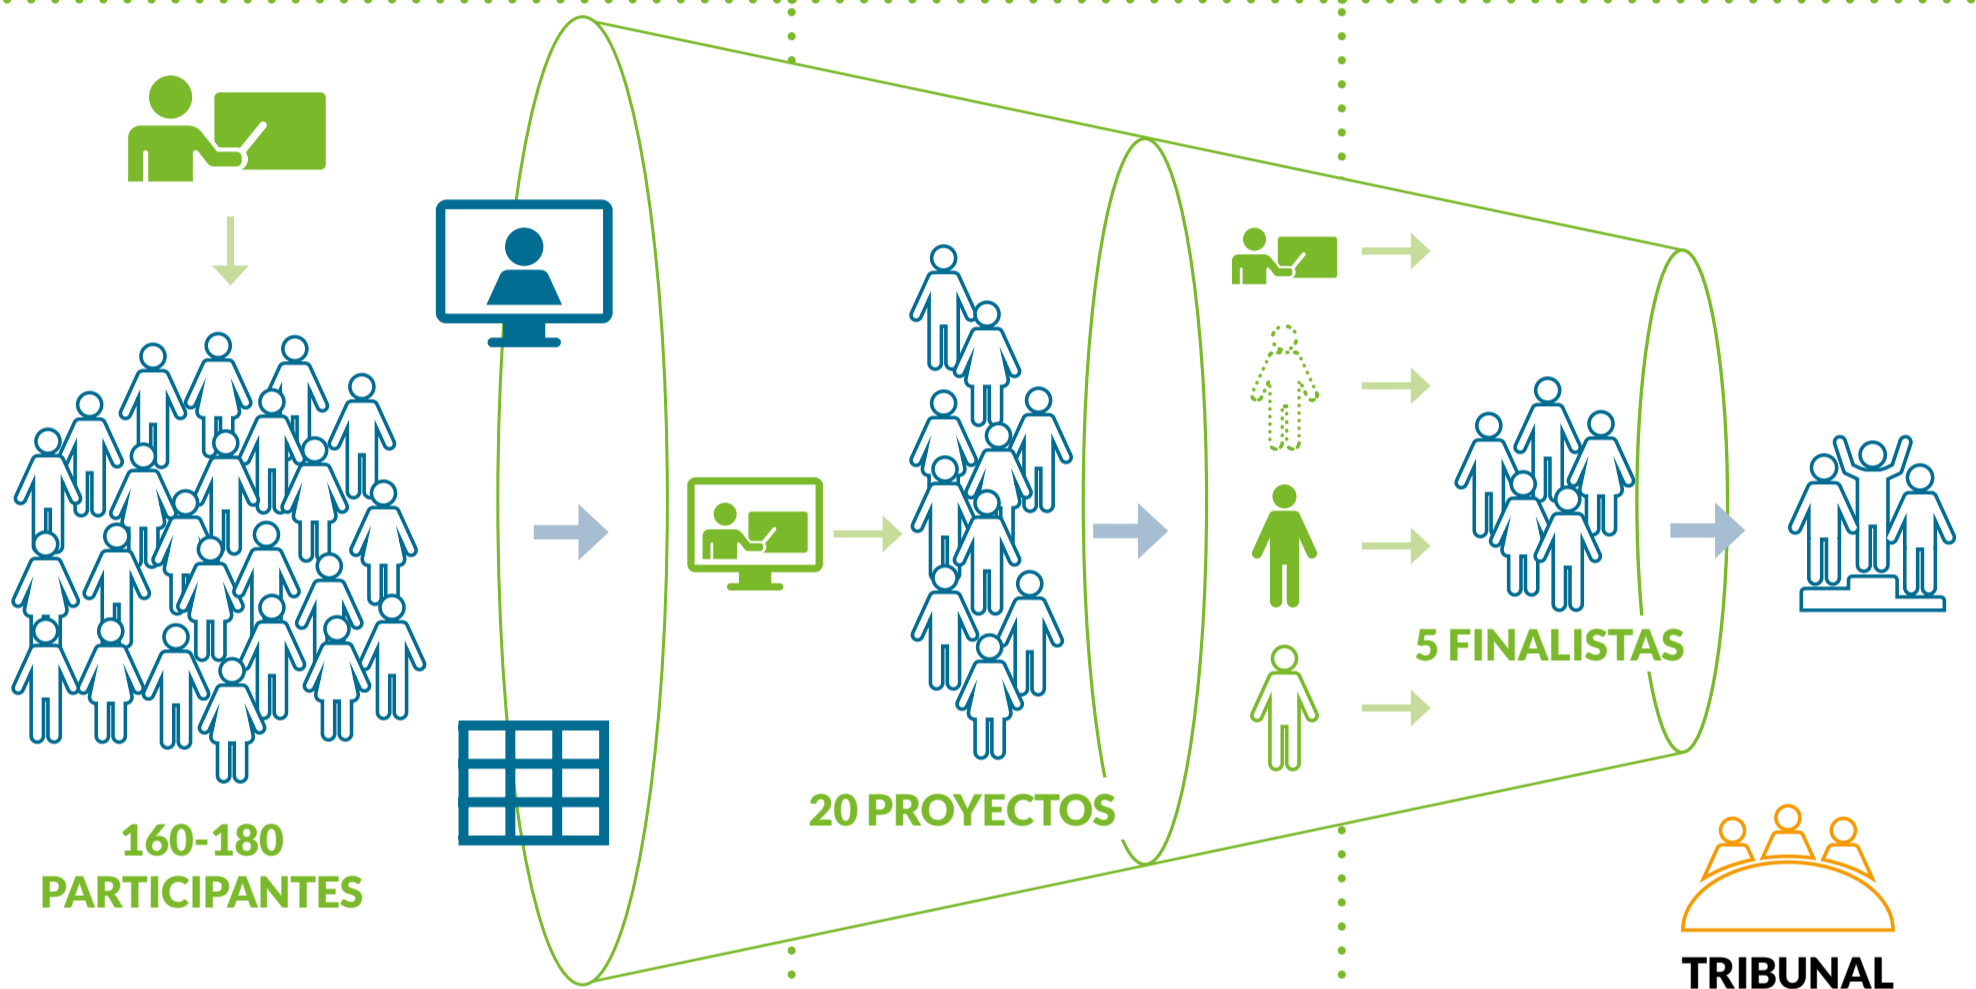 160-180
PARTICIPANTES
20 PROYECTOS
5 FINALISTAS
TRIBUNAL